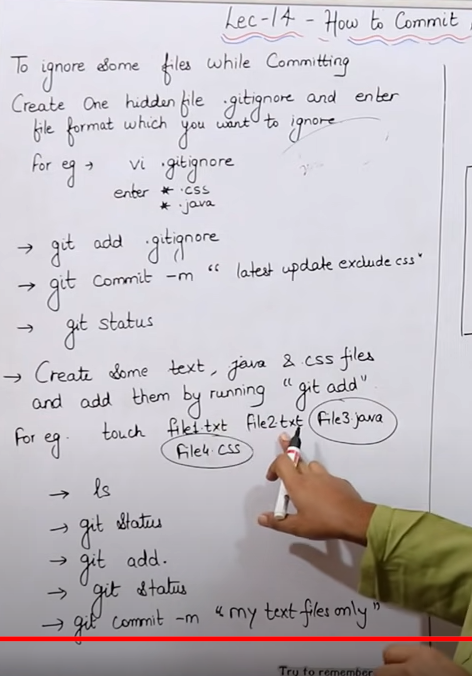 Lec-14 - How to Commit
To ignore some files while Committing
Create One hidden file .gitignore and enter
file format which you want to ignore
for eg → vi .gitignore
enter * .css
* .java
→ git add .gitignore
→ git commit -m “ latest update exclude css"
→ git status
→ Create some text, java & css files
and add them by running "git add"
for eg. touch file1.txt file2.txt file3.java
file4.css
→ ls
→ git status
→ git add.
→ git status
→ git commit -m "my text files only"
Try to remember